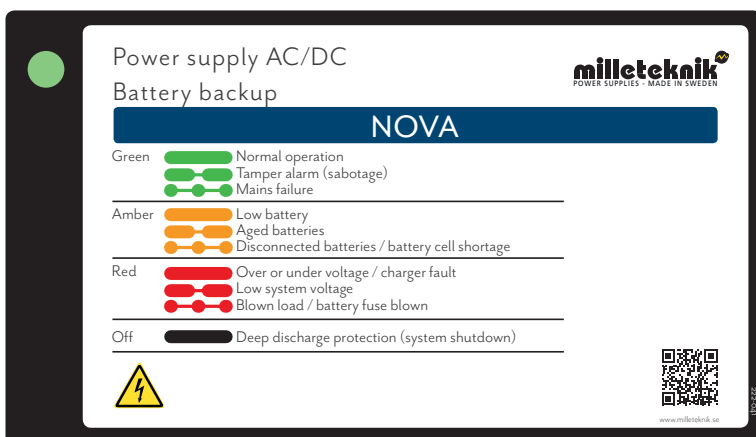 Power supply AC/DC
Battery backup
milleteknik
POWER SUPPLIES - MADE IN SWEDEN
NOVA
Green Normal operation
Tamper alarm (sabotage)
Mains failure
Amber Low battery
Aged batteries
Disconnected batteries / battery cell shortage
Red Over or under voltage / charger fault
Low system voltage
Blown load / battery fuse blown
Off Deep discharge protection (system shutdown)
www.milleteknik.se
222-041